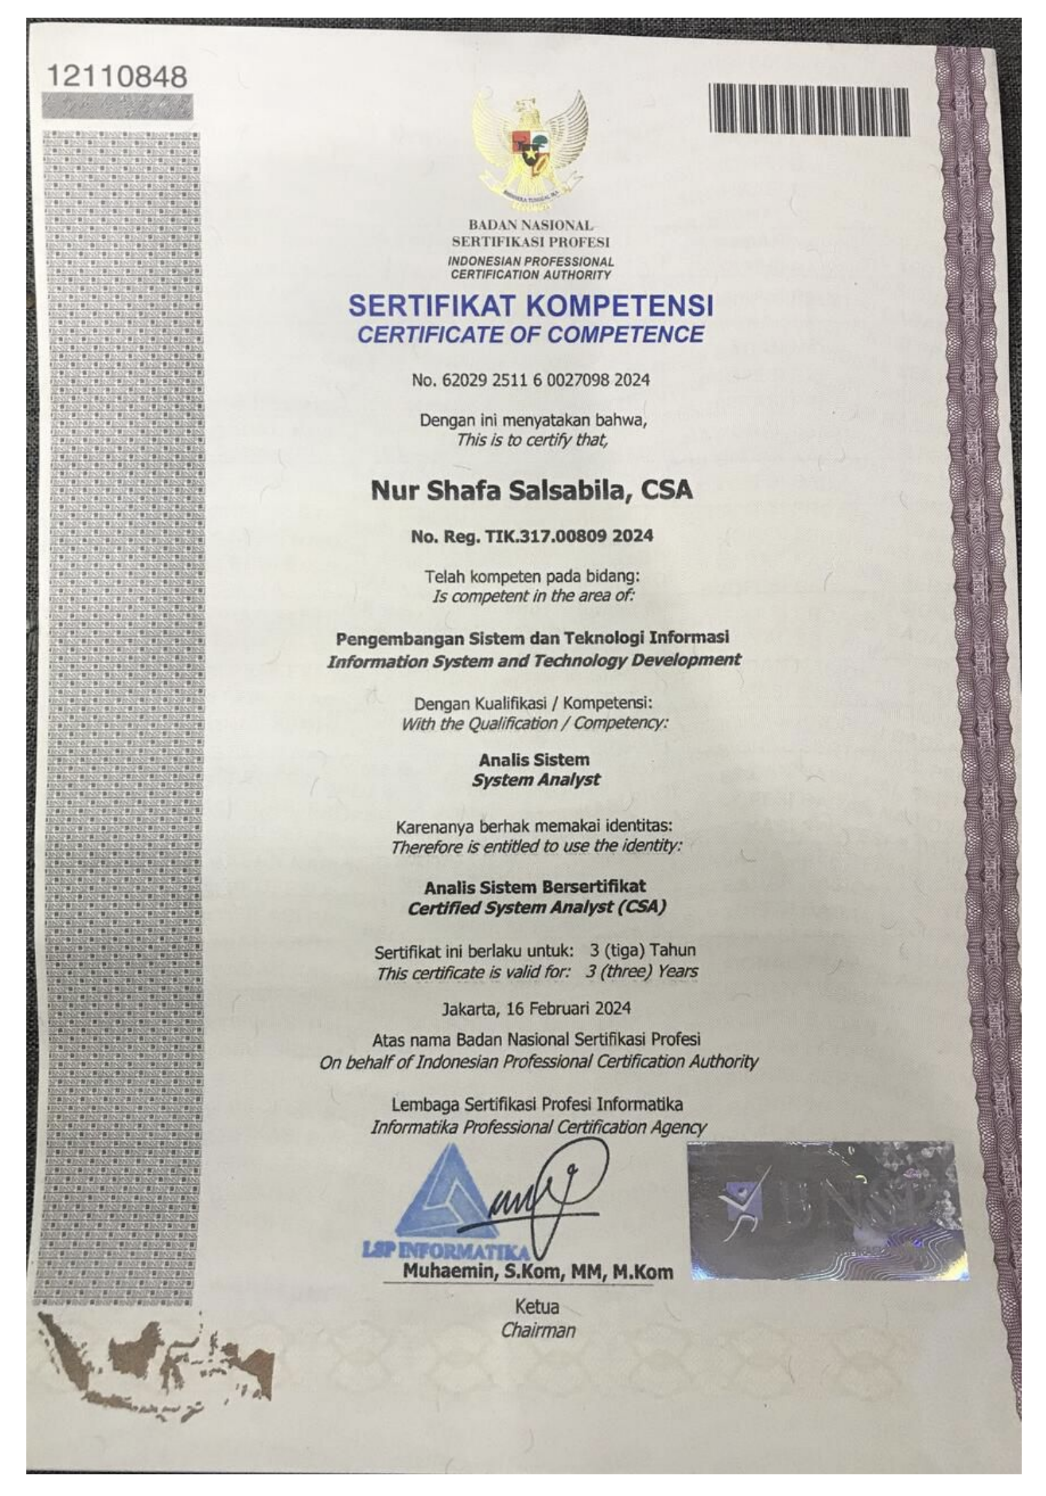 12110848
BADAN NASIONAL
SERTIFIKASI PROFESI
INDONESIAN PROFESSIONAL
CERTIFICATION AUTHORITY
SERTIFIKAT KOMPETENSI
CERTIFICATE OF COMPETENCE
No. 62029 2511 6 0027098 2024
Dengan ini menyatakan bahwa,
This is to certify that,
Nur Shafa Salsabila, CSA
No. Reg. TIK.317.00809 2024
Telah kompeten pada bidang:
Is competent in the area of:
Pengembangan Sistem dan Teknologi Informasi
Information System and Technology Development
Dengan Kualifikasi / Kompetensi:
With the Qualification / Competency:
Analis Sistem
System Analyst
Karenanya berhak memakai identitas:
Therefore is entitled to use the identity:
Analis Sistem Bersertifikat
Certified System Analyst (CSA)
Sertifikat ini berlaku untuk: 3 (tiga) Tahun
This certificate is valid for: 3 (three) Years
Jakarta, 16 Februari 2024
Atas nama Badan Nasional Sertifikasi Profesi
On behalf of Indonesian Professional Certification Authority
Lembaga Sertifikasi Profesi Informatika
Informatika Professional Certification Agency
LSP INFORMATIKA
Muhaemin, S.Kom, MM, M.Kom
Ketua
Chairman